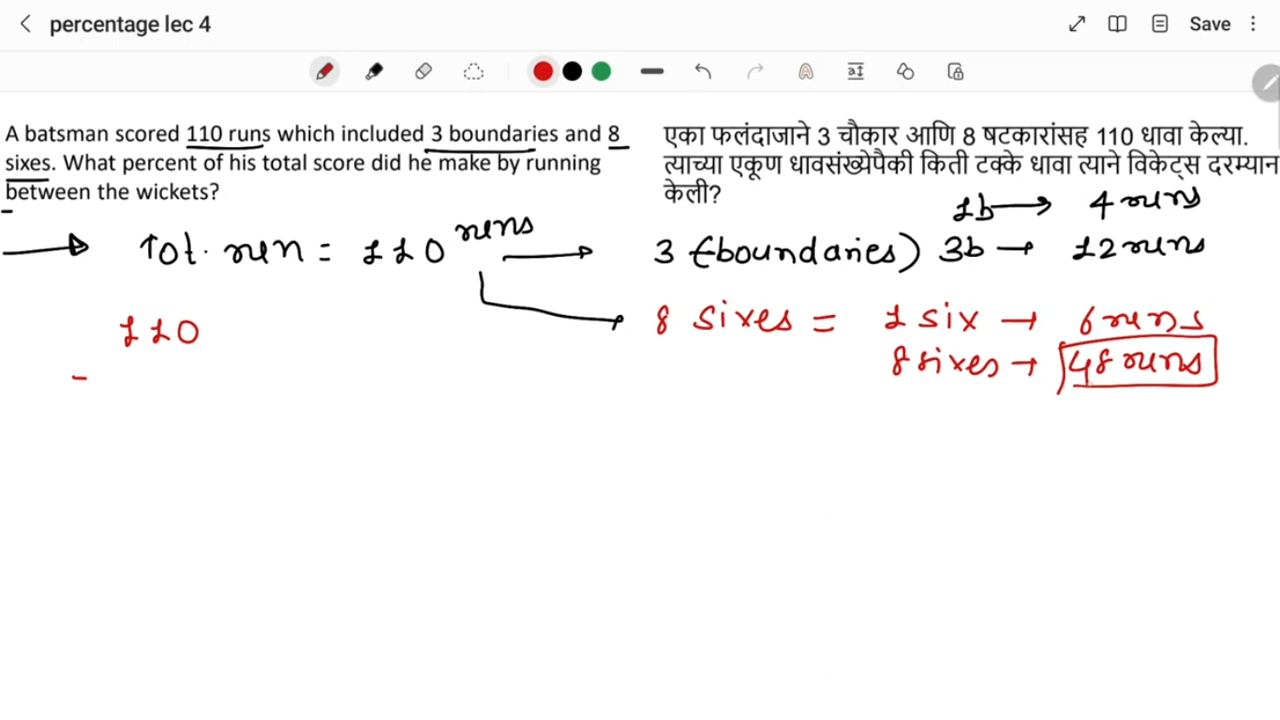 percentage lec 4
Save
A batsman scored 110 runs which included 3 boundaries and 8
sixes. What percent of his total score did he make by running
between the wickets?
एका फलंदाजाने 3 चौकार आणि 8 षटकारांसह 110 धावा केल्या.
त्याच्या एकूण धावसंख्येपैकी किती टक्के धावा त्याने विकेट्स दरम्यान
केली?
1b → 4 runs
Tot. run = 110 runs → 3 (boundaries) 3b → 12 runs
8 sixes = 1 six → 6 runs
8 sixes → 48 runs
110
-